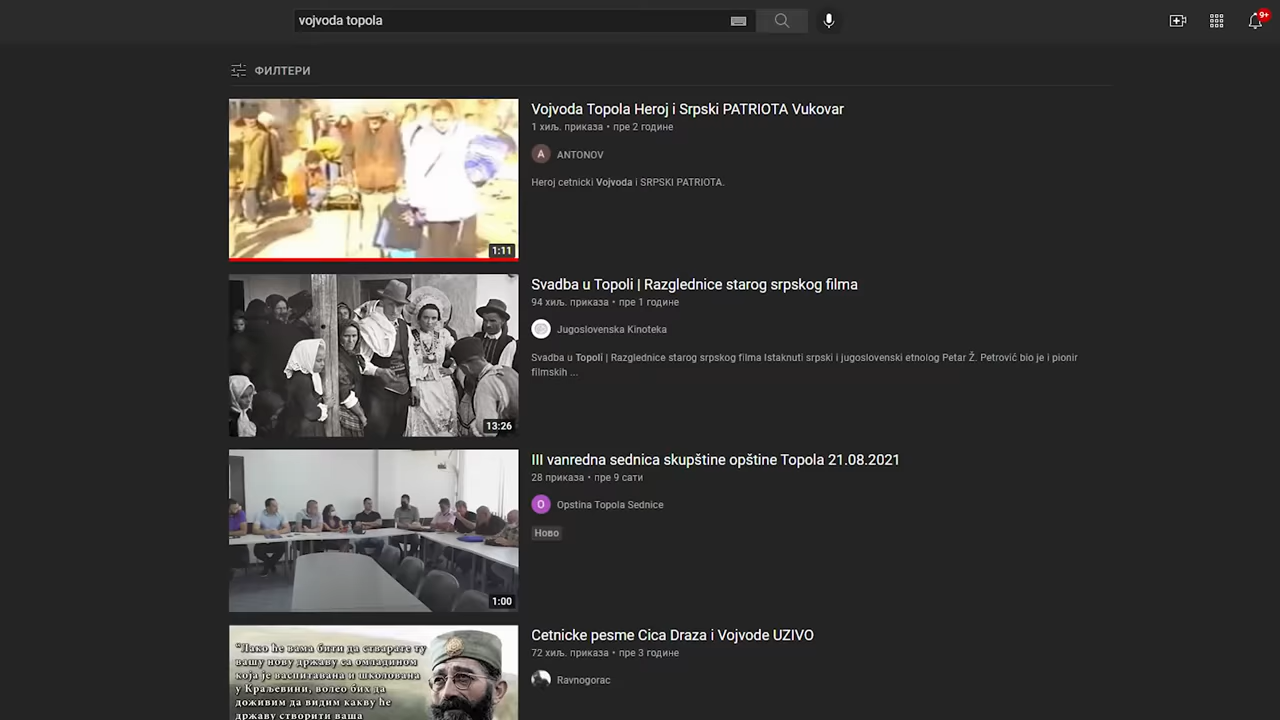 vojvoda topola
9+
ФИЛТЕРИ
1:11
Vojvoda Topola Heroj i Srpski PATRIOTA Vukovar
1 хиљ. приказа • пре 2 године
A ANTONOV
Heroj cetnicki Vojvoda i SRPSKI PATRIOTA.
13:26
Svadba u Topoli | Razglednice starog srpskog filma
94 хиљ. приказа • пре 1 године
Jugoslovenska Kinoteka
Svadba u Topoli | Razglednice starog srpskog filma Istaknuti srpski i jugoslovenski etnolog Petar Ž. Petrović bio je i pionir
filmskih ...
1:00
III vanredna sednica skupštine opštine Topola 21.08.2021
28 приказа • пре 9 сати
O Opstina Topola Sednice
Ново
"Лако ће вама бити да стварате ту
вашу нову државу са омладином
која је васпитавана и школована
у Краљевини, волео бих да
доживим да видим какву ће
државу створити ваша
Cetnicke pesme Cica Draza i Vojvode UZIVO
72 хиљ. приказа • пре 3 године
Ravnogorac